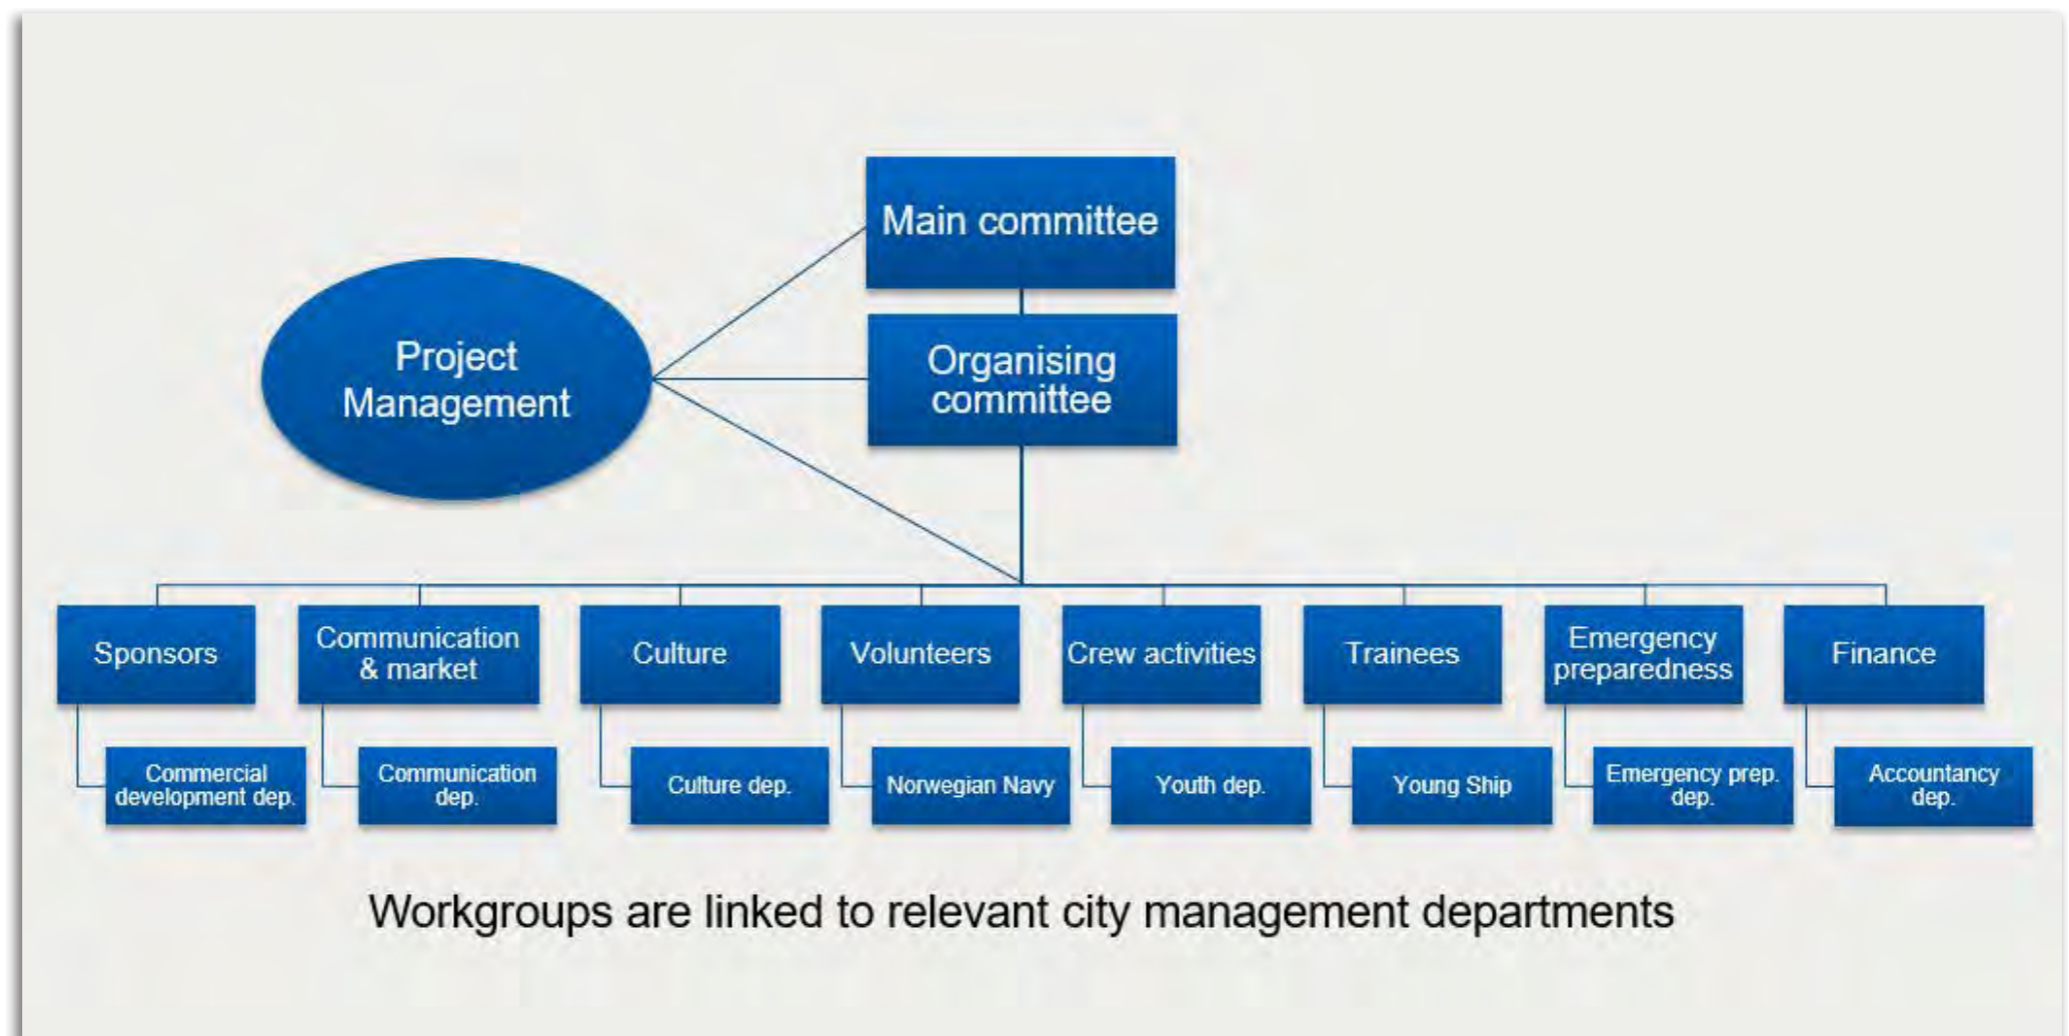 Main committee
Project
Management
Organising
committee
Sponsors
Communication
& market
Culture
Volunteers
Crew activities
Trainees
Emergency
preparedness
Finance
Commercial
development dep.
Communication
dep.
Culture dep.
Norwegian Navy
Youth dep.
Young Ship
Emergency prep.
dep.
Accountancy
dep.
Workgroups are linked to relevant city management departments